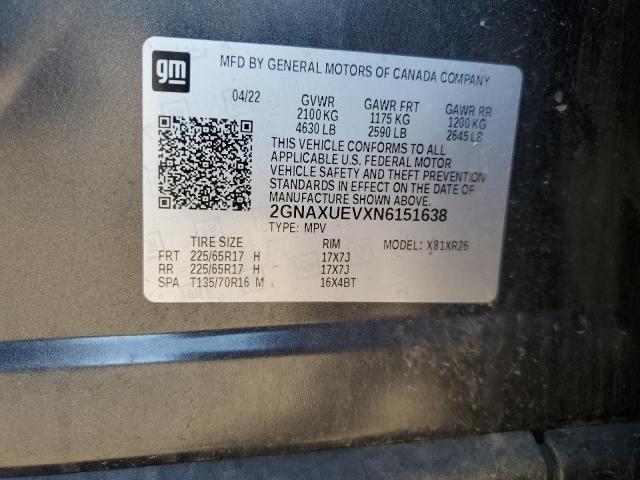 gm
MFD BY GENERAL MOTORS OF CANADA COMPANY
04/22 GVWR GAWR FRT GAWR RR
2100 KG 1175 KG 1200 KG
4630 LB 2590 LB 2645 LB
THIS VEHICLE CONFORMS TO ALL
APPLICABLE U.S. FEDERAL MOTOR
VEHICLE SAFETY AND THEFT PREVENTION
STANDARDS IN EFFECT ON THE DATE OF
MANUFACTURE SHOWN ABOVE.
2GNAXUEVXN6151638
TYPE: MPV
TIRE SIZE RIM MODEL: X81XR26
FRT 225/65R17 H 17X7J
RR 225/65R17 H 17X7J
SPA T135/70R16 M 16X4BT